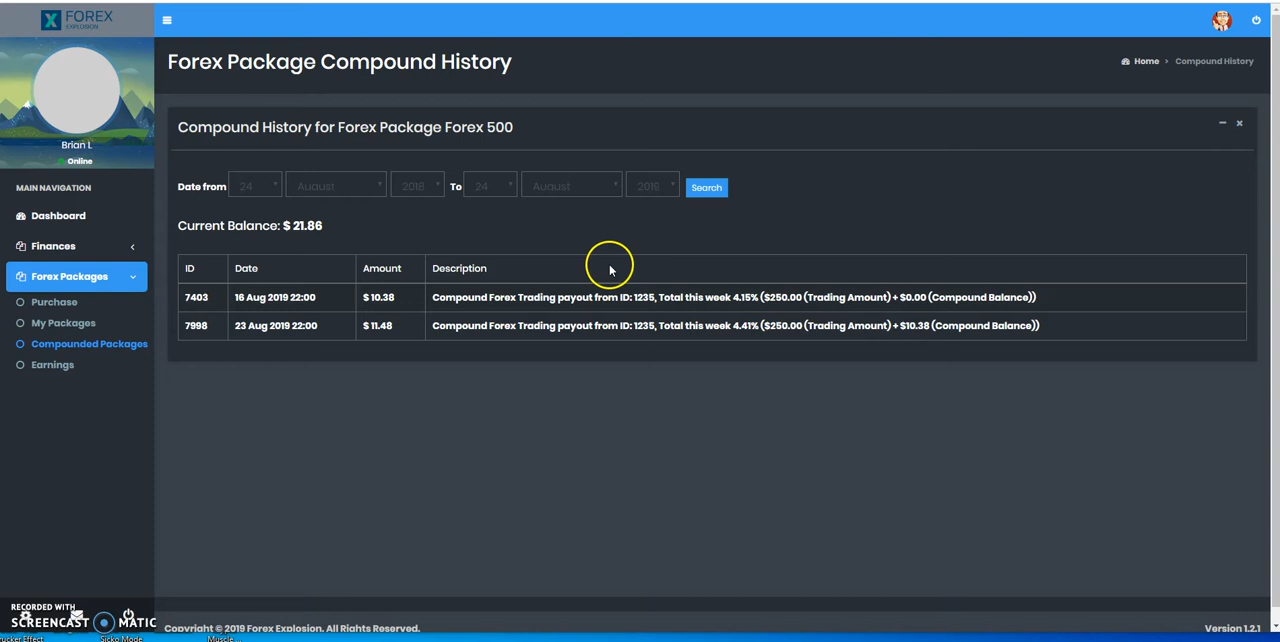 FOREX
EXPLOSION
Forex Package Compound History
Home > Compound History
Brian I.
Online
MAIN NAVIGATION
Dashboard
Finances
Forex Packages
Purchase
My Packages
Compounded Packages
Earnings
Compound History for Forex Package Forex 500
Date from 24 August 2018 To 24 August 2019 Search
Current Balance: $ 21.86
ID Date Amount Description
7403 16 Aug 2019 22:00 $ 10.38 Compound Forex Trading payout from ID: 1235, Total this week 4.15% ($250.00 (Trading Amount) + $0.00 (Compound Balance))
7998 23 Aug 2019 22:00 $ 11.48 Compound Forex Trading payout from ID: 1235, Total this week 4.41% ($250.00 (Trading Amount) + $10.38 (Compound Balance))
RECORDED WITH
SCREENCAST MATIC
Copyright © 2019 Forex Explosion. All Rights Reserved.
Version 1.2.1
rucker Effect
Sicko Mode
Muscle ...